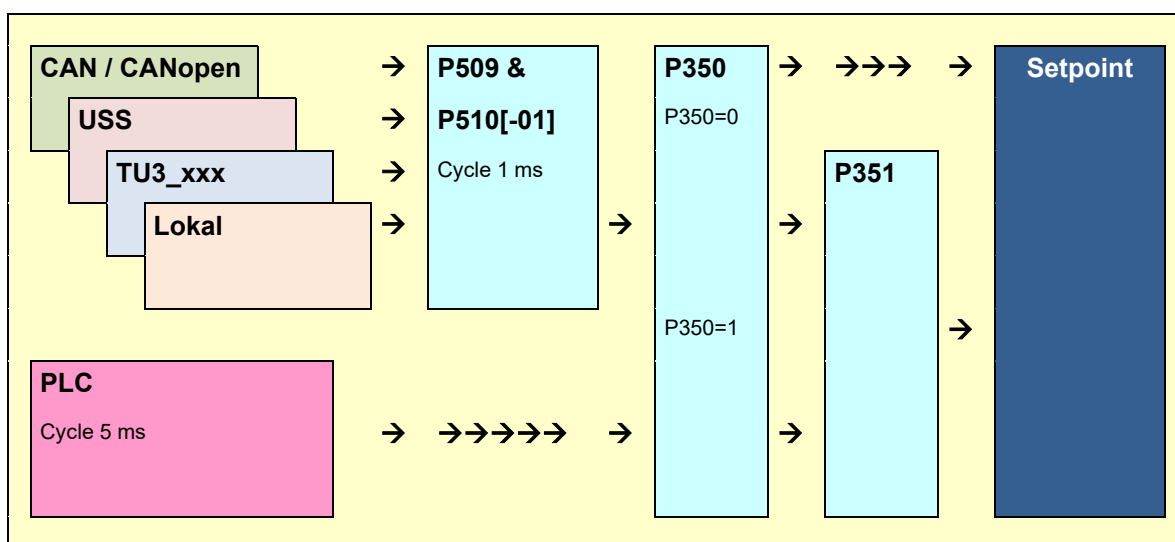 CAN / CANopen
→
P509 &
P350
→
→→→
→
Setpoint
USS
→
P510[-01]
P350=0
TU3_xxx
→
Cycle 1 ms
P351
Lokal
→
→
→
P350=1
→
PLC
Cycle 5 ms
→
→→→→→
→
→